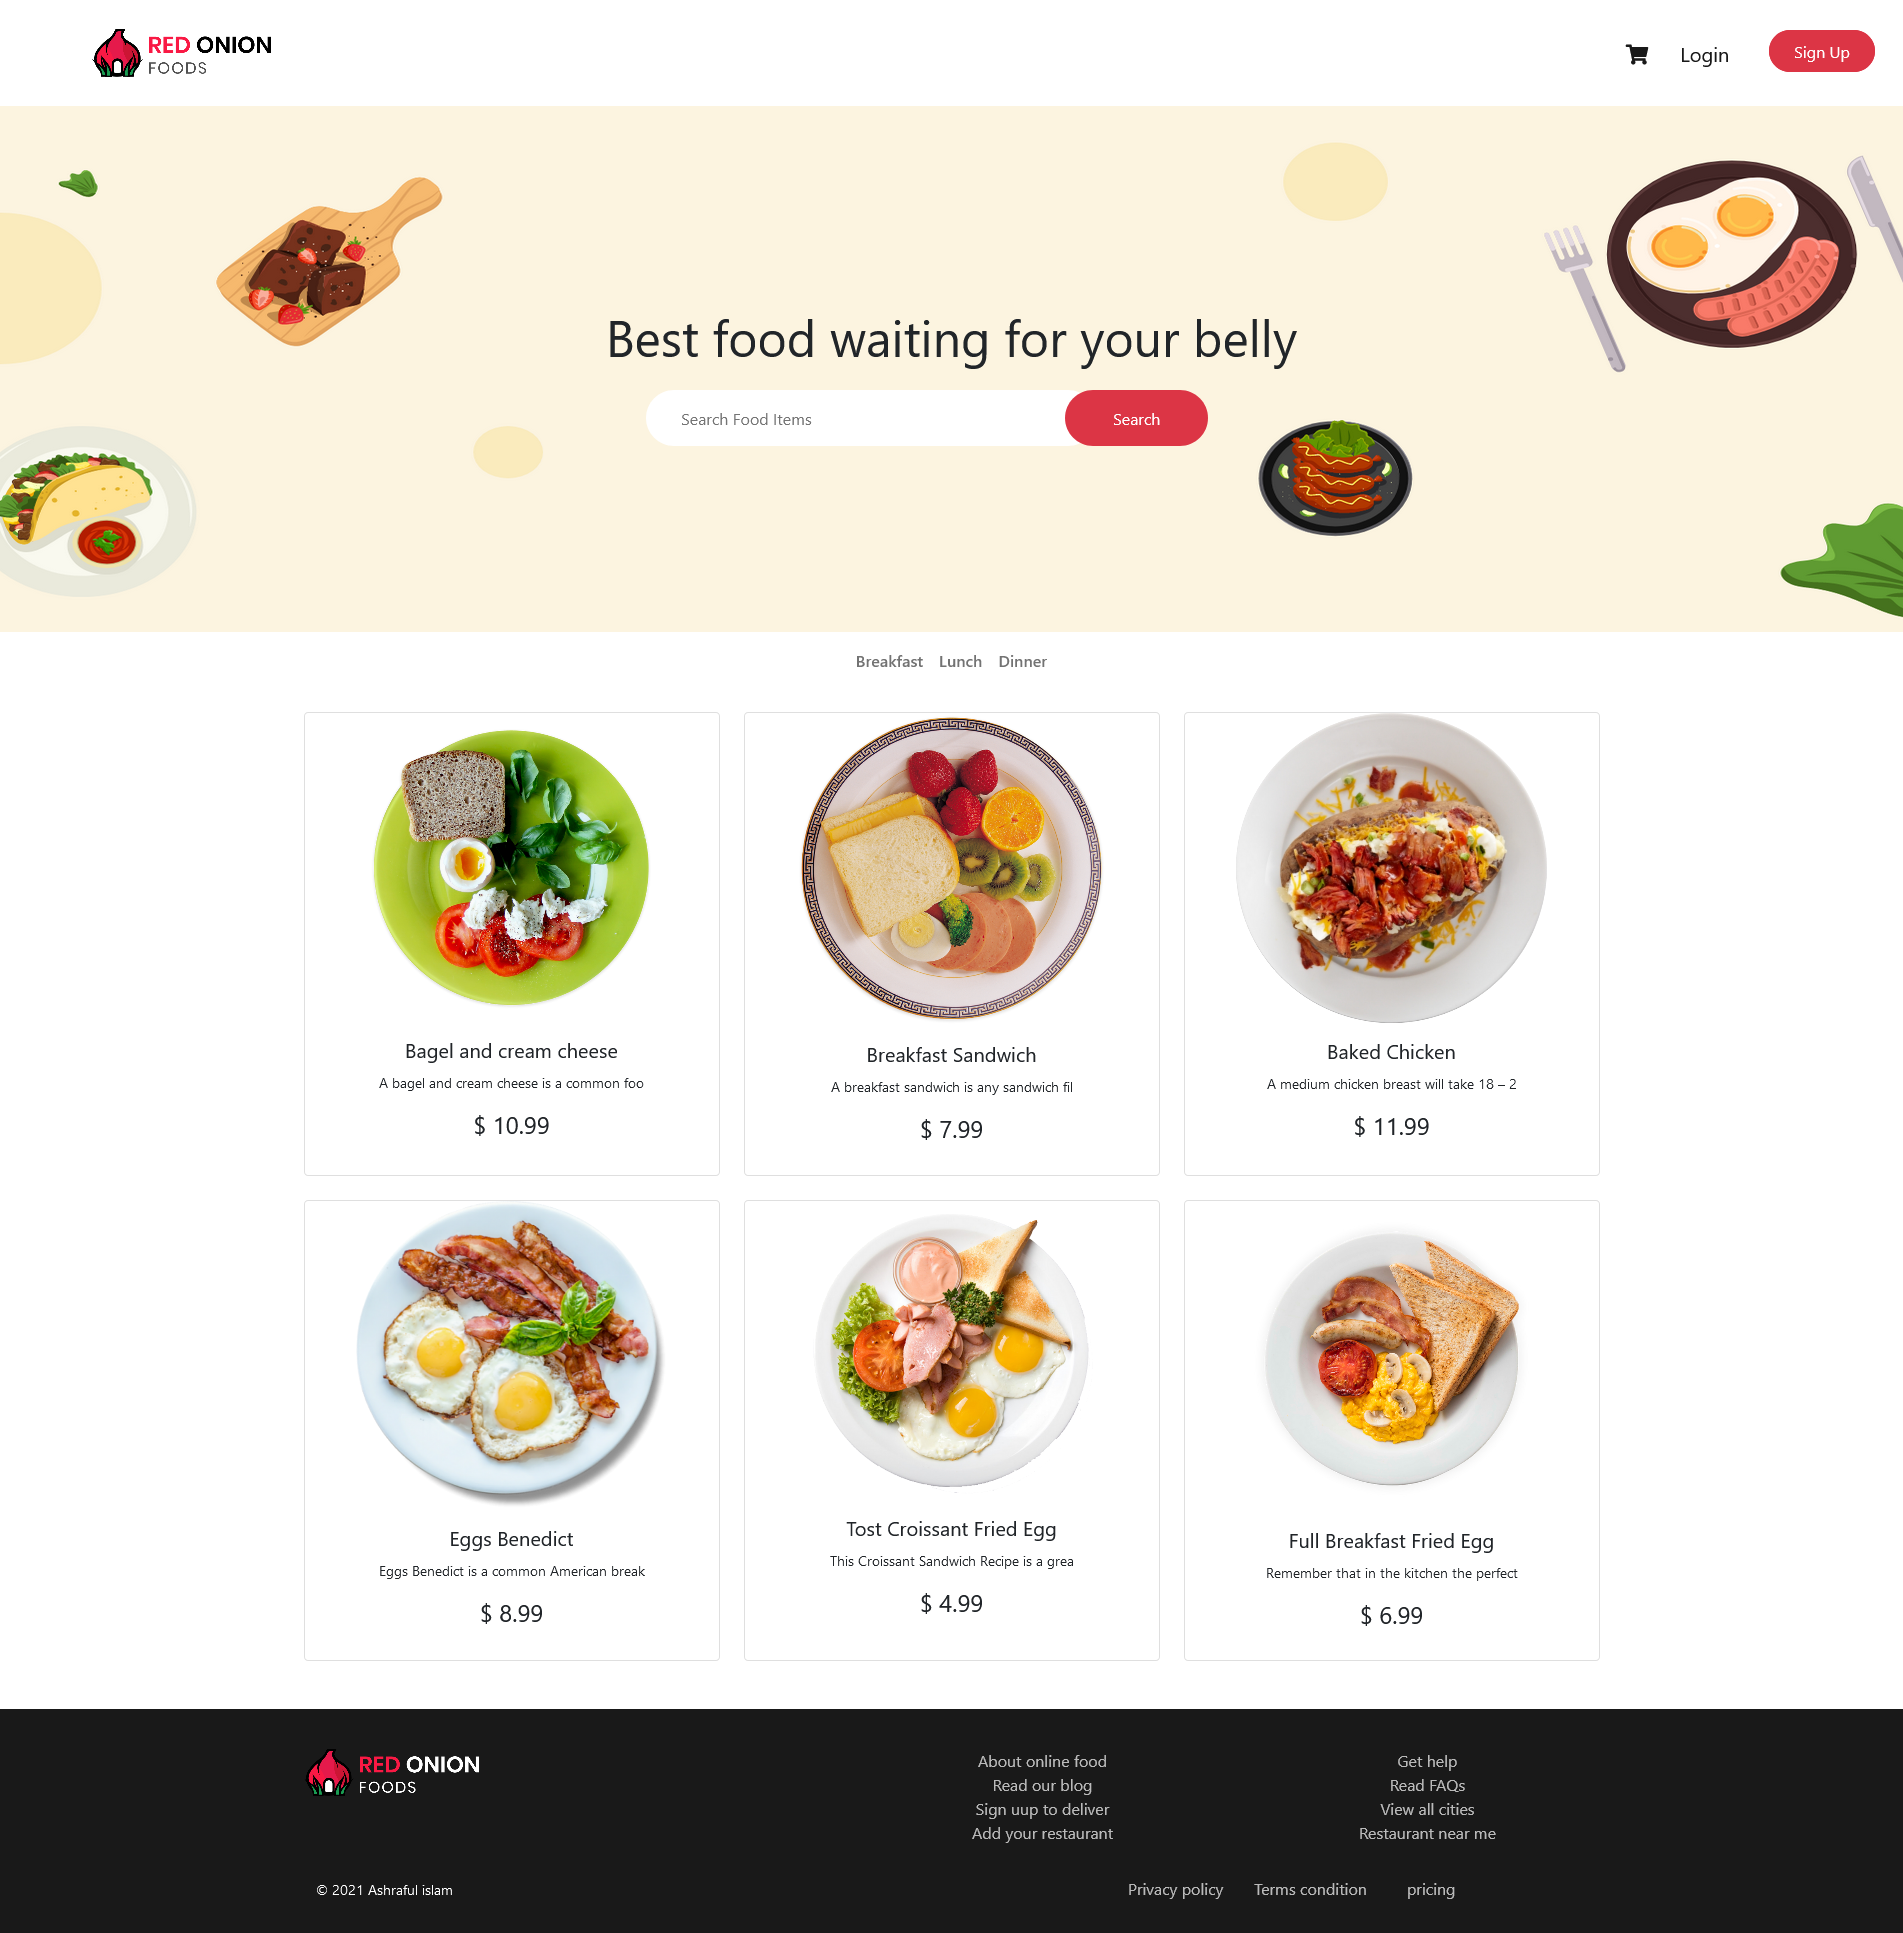 RED ONION
FOODS
Login
Sign Up
Best food waiting for your belly
Search Food Items
Search
Breakfast Lunch Dinner
Bagel and cream cheese
A bagel and cream cheese is a common foo
$ 10.99
Breakfast Sandwich
A breakfast sandwich is any sandwich fil
$ 7.99
Baked Chicken
A medium chicken breast will take 18 – 2
$ 11.99
Eggs Benedict
Eggs Benedict is a common American break
$ 8.99
Tost Croissant Fried Egg
This Croissant Sandwich Recipe is a grea
$ 4.99
Full Breakfast Fried Egg
Remember that in the kitchen the perfect
$ 6.99
RED ONION
FOODS
About online food
Read our blog
Sign uup to deliver
Add your restaurant
Get help
Read FAQs
View all cities
Restaurant near me
© 2021 Ashraful islam
Privacy policy
Terms condition
pricing